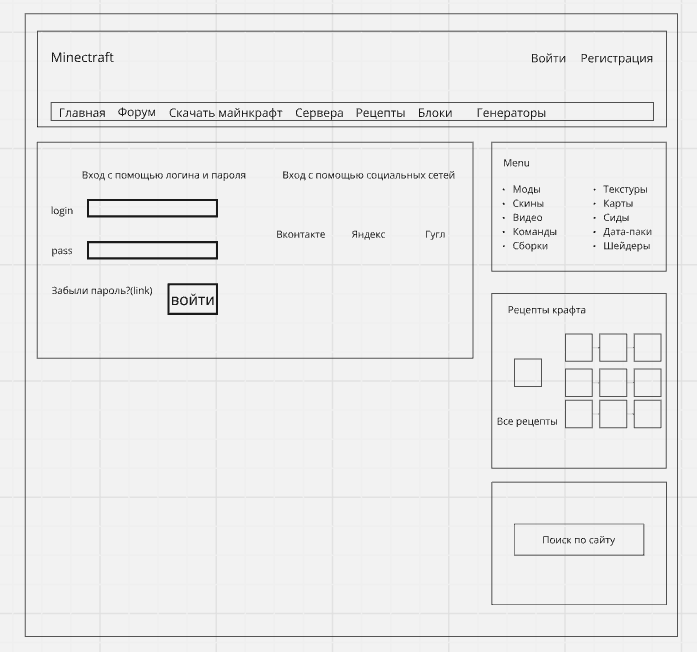 Minecraft
Войти Регистрация
Главная Форум Скачать майнкрафт Сервера Рецепты Блоки Генераторы
Вход с помощью логина и пароля
login
pass
Забыли пароль?(link)
войти
Вход с помощью социальных сетей
Вконтакте Яндекс Гугл
Menu
• Моды
• Скины
• Видео
• Команды
• Сборки
• Текстуры
• Карты
• Сиды
• Дата-паки
• Шейдеры
Рецепты крафта
Все рецепты
Поиск по сайту